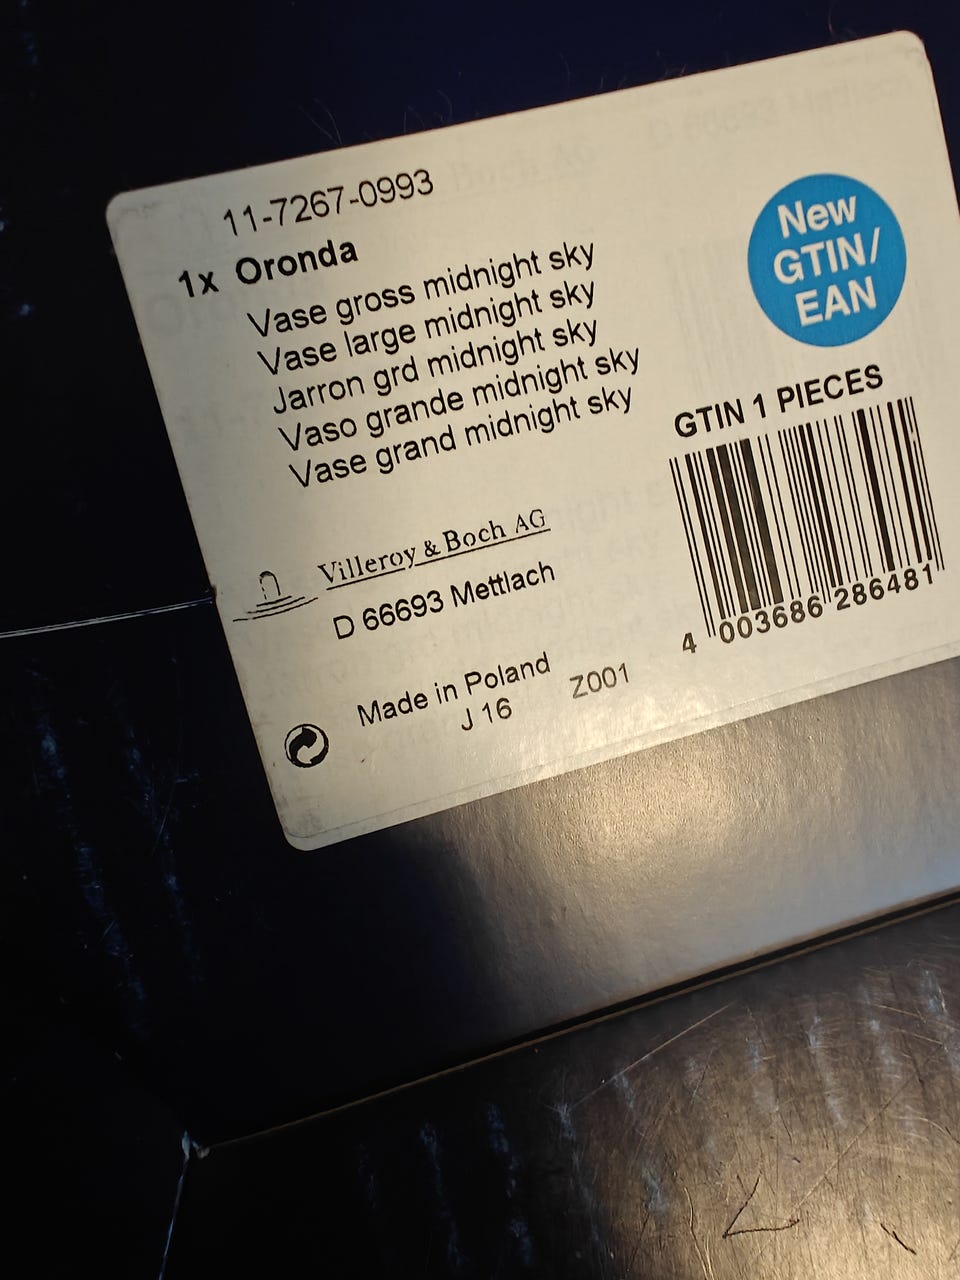 11-7267-0993
1x Oronda
Vase gross midnight sky
Vase large midnight sky
Jarron grd midnight sky
Vaso grande midnight sky
Vase grand midnight sky
Villeroy & Boch AG
D 66693 Mettlach
Made in Poland
J 16
Z001
New
GTIN/
EAN
GTIN 1 PIECES
4 003686 286481